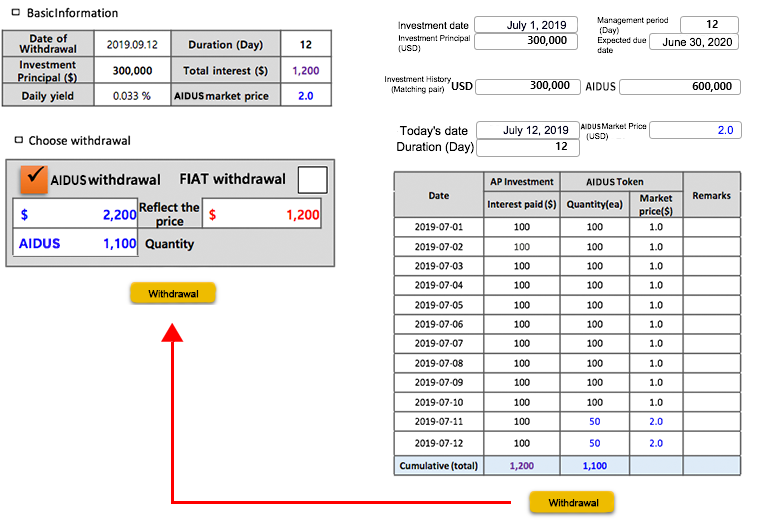 BasicInformation
Date of Withdrawal 2019.09.12 Duration (Day) 12
Investment Principal ($) 300,000 Total interest ($) 1,200
Daily yield 0.033 % AIDUS market price 2.0
Choose withdrawal
AIDUS withdrawal FIAT withdrawal
$ 2,200 Reflect the price $ 1,200
AIDUS 1,100 Quantity
Withdrawal
Investment date July 1, 2019 Management period (Day) 12
Investment Principal (USD) 300,000 Expected due date June 30, 2020
Investment History (Matching pair) USD 300,000 AIDUS 600,000
Today's date July 12, 2019 AIDUS Market Price (USD) 2.0
Duration (Day) 12
Date AP Investment AIDUS Token Remarks
Interest paid ($) Quantity(ea) Market price($)
2019-07-01 100 100 1.0
2019-07-02 100 100 1.0
2019-07-03 100 100 1.0
2019-07-04 100 100 1.0
2019-07-05 100 100 1.0
2019-07-06 100 100 1.0
2019-07-07 100 100 1.0
2019-07-08 100 100 1.0
2019-07-09 100 100 1.0
2019-07-10 100 100 1.0
2019-07-11 100 50 2.0
2019-07-12 100 50 2.0
Cumulative (total) 1,200 1,100
Withdrawal